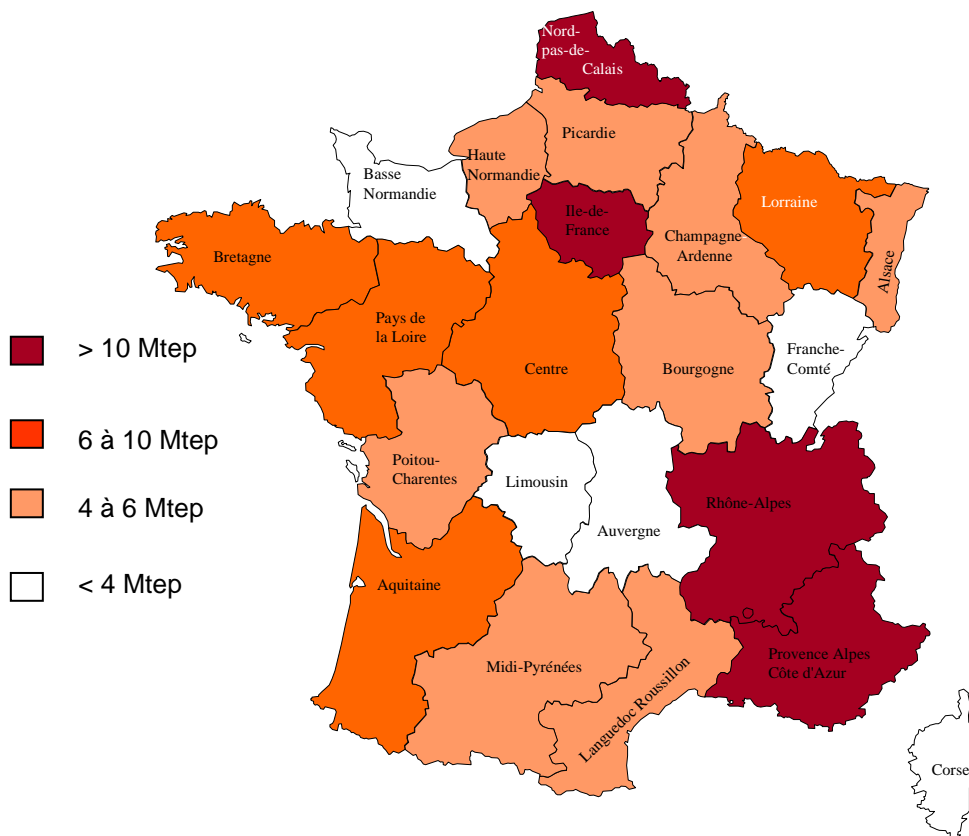 Nord-
pas-de-
Calais
Picardie
Haute
Normandie
Basse
Normandie
Ile-de-
France
Champagne
Ardenne
Lorraine
Alsace
Bretagne
Pays de
la Loire
Centre
Bourgogne
Franche-
Comté
Poitou-
Charentes
Limousin
Auvergne
Rhône-Alpes
Aquitaine
Midi-Pyrénées
Languedoc Roussillon
Provence Alpes
Côte d'Azur
Corse
> 10 Mtep
6 à 10 Mtep
4 à 6 Mtep
< 4 Mtep